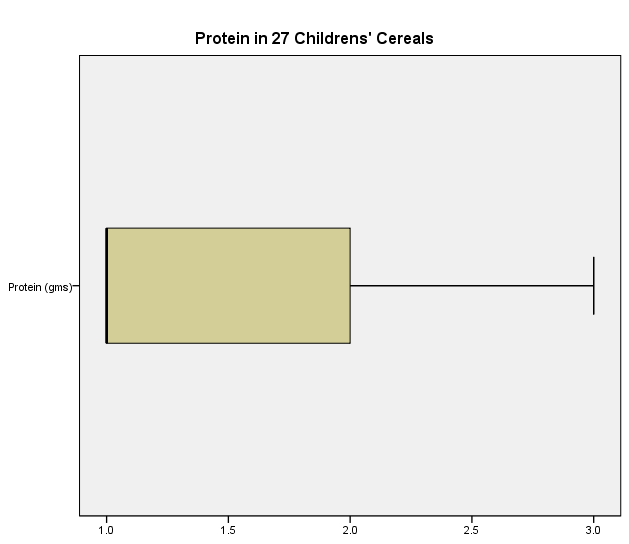 Protein in 27 Childrens' Cereals
Protein (gms)
1.0 1.5 2.0 2.5 3.0